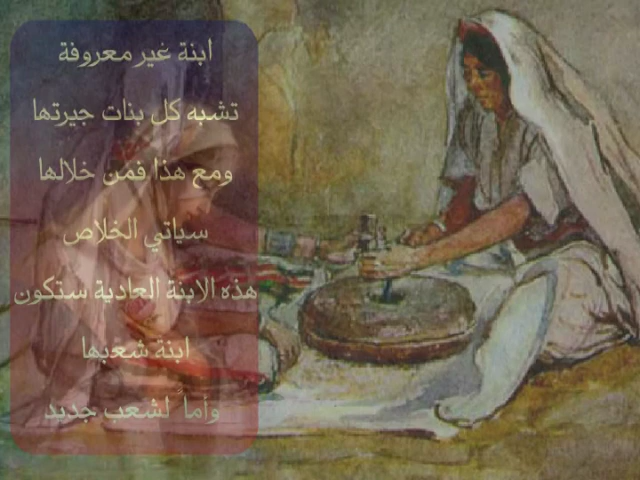 ابنة غير معروفة
تشبه كل بنات جيرتها
ومع هذا فمن خلالها
سياتي الخلاص
هذه الابنة العادية ستكون
ابنة شعبها
وأما لشعب جديد